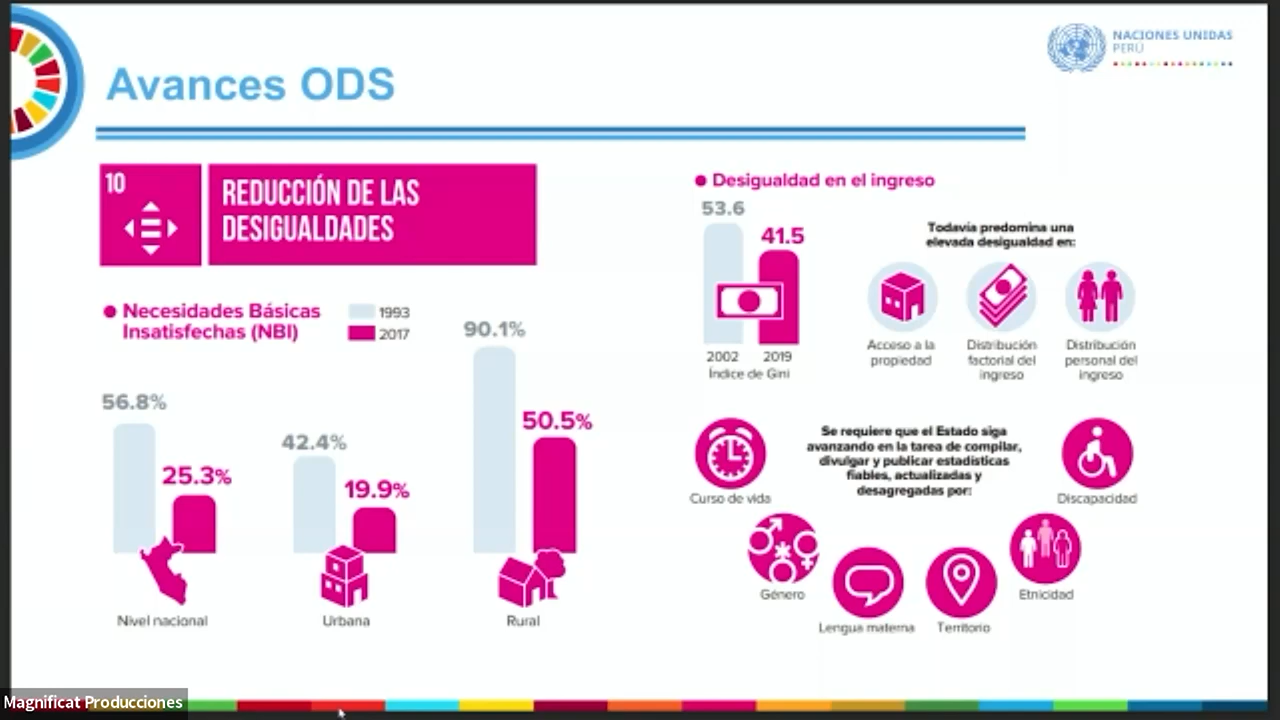 NACIONES UNIDAS
PERÚ
Avances ODS
10
REDUCCIÓN DE LAS
DESIGUALDADES
Necesidades Básicas
Insatisfechas (NBI)
1993
2017
56.8%
25.3%
Nivel nacional
42.4%
19.9%
Urbana
90.1%
50.5%
Rural
Desigualdad en el ingreso
53.6
41.5
2002
2019
Índice de Gini
Todavía predomina una
elevada desigualdad en:
Acceso a la
propiedad
Distribución
factorial del
ingreso
Distribución
personal del
ingreso
Se requiere que el Estado siga
avanzando en la tarea de compilar,
divulgar y publicar estadísticas
fiables, actualizadas y
desagregadas por:
Curso de vida
Género
Lengua materna
Territorio
Etnicidad
Discapacidad
Magnificat Producciones